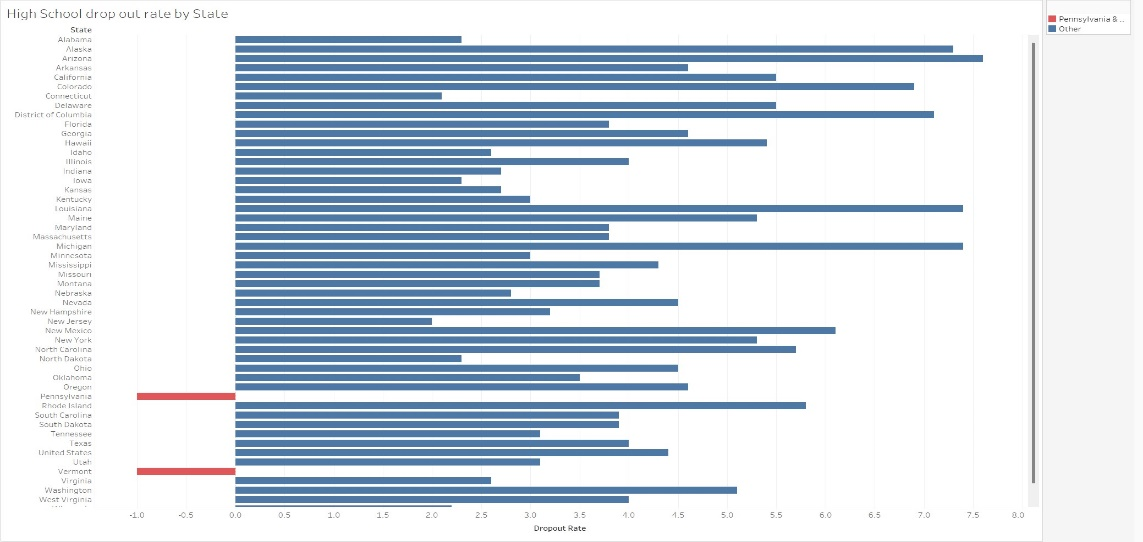 High School drop out rate by State
Pennsylvania & ...
Other
State
Alabama
Alaska
Arizona
Arkansas
California
Colorado
Connecticut
Delaware
District of Columbia
Florida
Georgia
Hawaii
Idaho
Illinois
Indiana
Iowa
Kansas
Kentucky
Louisiana
Maine
Maryland
Massachusetts
Michigan
Minnesota
Mississippi
Missouri
Montana
Nebraska
Nevada
New Hampshire
New Jersey
New Mexico
New York
North Carolina
North Dakota
Ohio
Oklahoma
Oregon
Pennsylvania
Rhode Island
South Carolina
South Dakota
Tennessee
Texas
United States
Utah
Vermont
Virginia
Washington
West Virginia
-1.0 -0.5 0.0 0.5 1.0 1.5 2.0 2.5 3.0 3.5 4.0 4.5 5.0 5.5 6.0 6.5 7.0 7.5 8.0
Dropout Rate